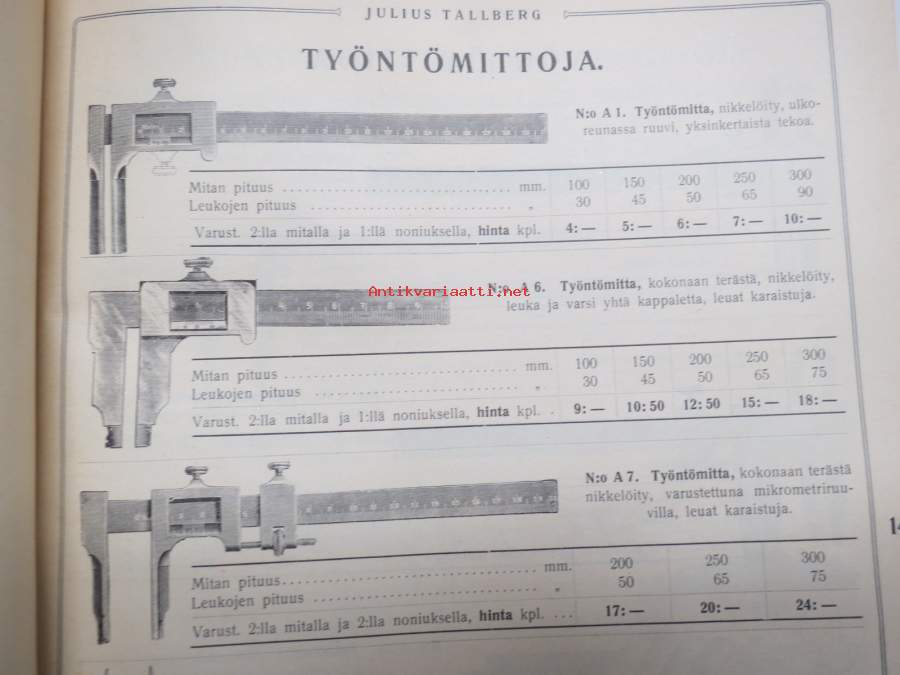 JULIUS TALLBERG
TYÖNTÖMITTOJA.
N:o A 1. Työntömitta, nikkelöity, ulko-
reunassa ruuvi, yksinkertaista tekoa.
Mitan pituus mm. 100 150 200 250 300
Leukojen pituus „ 30 45 50 65 90
Varust. 2:lla mitalla ja 1:llä noniuksella, hinta kpl. 4: — 5: — 6: — 7: — 10: —
Antikvariaatti.net
N:o A 6. Työntömitta, kokonaan terästä, nikkelöity,
leuka ja varsi yhtä kappaletta, leuat karaistuja.
Mitan pituus mm. 100 150 200 250 300
Leukojen pituus „ 30 45 50 65 75
Varust. 2:lla mitalla ja 1:llä noniuksella, hinta kpl. . 9: — 10: 50 12: 50 15: — 18: —
N:o A 7. Työntömitta, kokonaan terästä
nikkelöity, varustettuna mikrometriruu-
villa, leuat karaistuja.
Mitan pituus mm. 200 250 300
Leukojen pituus „ 50 65 75
Varust. 2:lla mitalla ja 2:lla noniuksella, hinta kpl. ... 17: — 20: — 24: —